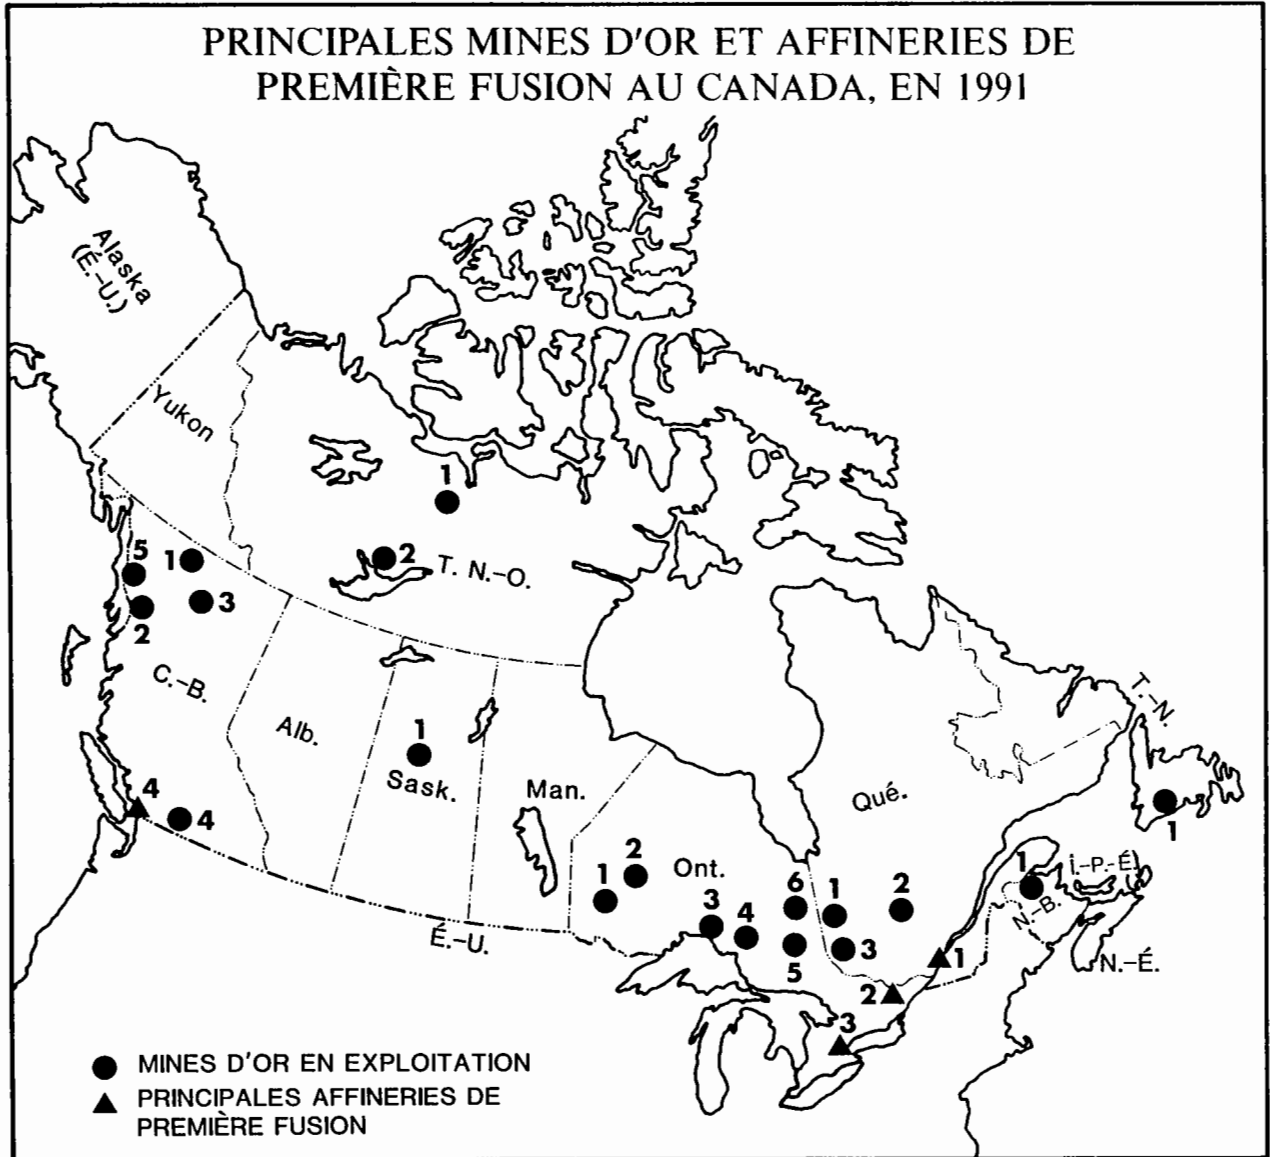 PRINCIPALES MINES D'OR ET AFFINERIES DE
PREMIÈRE FUSION AU CANADA, EN 1991
Alaska
(É.-U.)
Yukon
1
2
T. N.-O.
5
1
3
2
C.-B.
Alb.
1
Sask.
Man.
4
4
É.-U.
Ont.
1
2
3
4
6
5
Qué.
1
2
3
T.-N.
1
1
Î.-P.-É.
N.-B.
N.-É.
1
2
3
MINES D'OR EN EXPLOITATION
PRINCIPALES AFFINERIES DE
PREMIÈRE FUSION